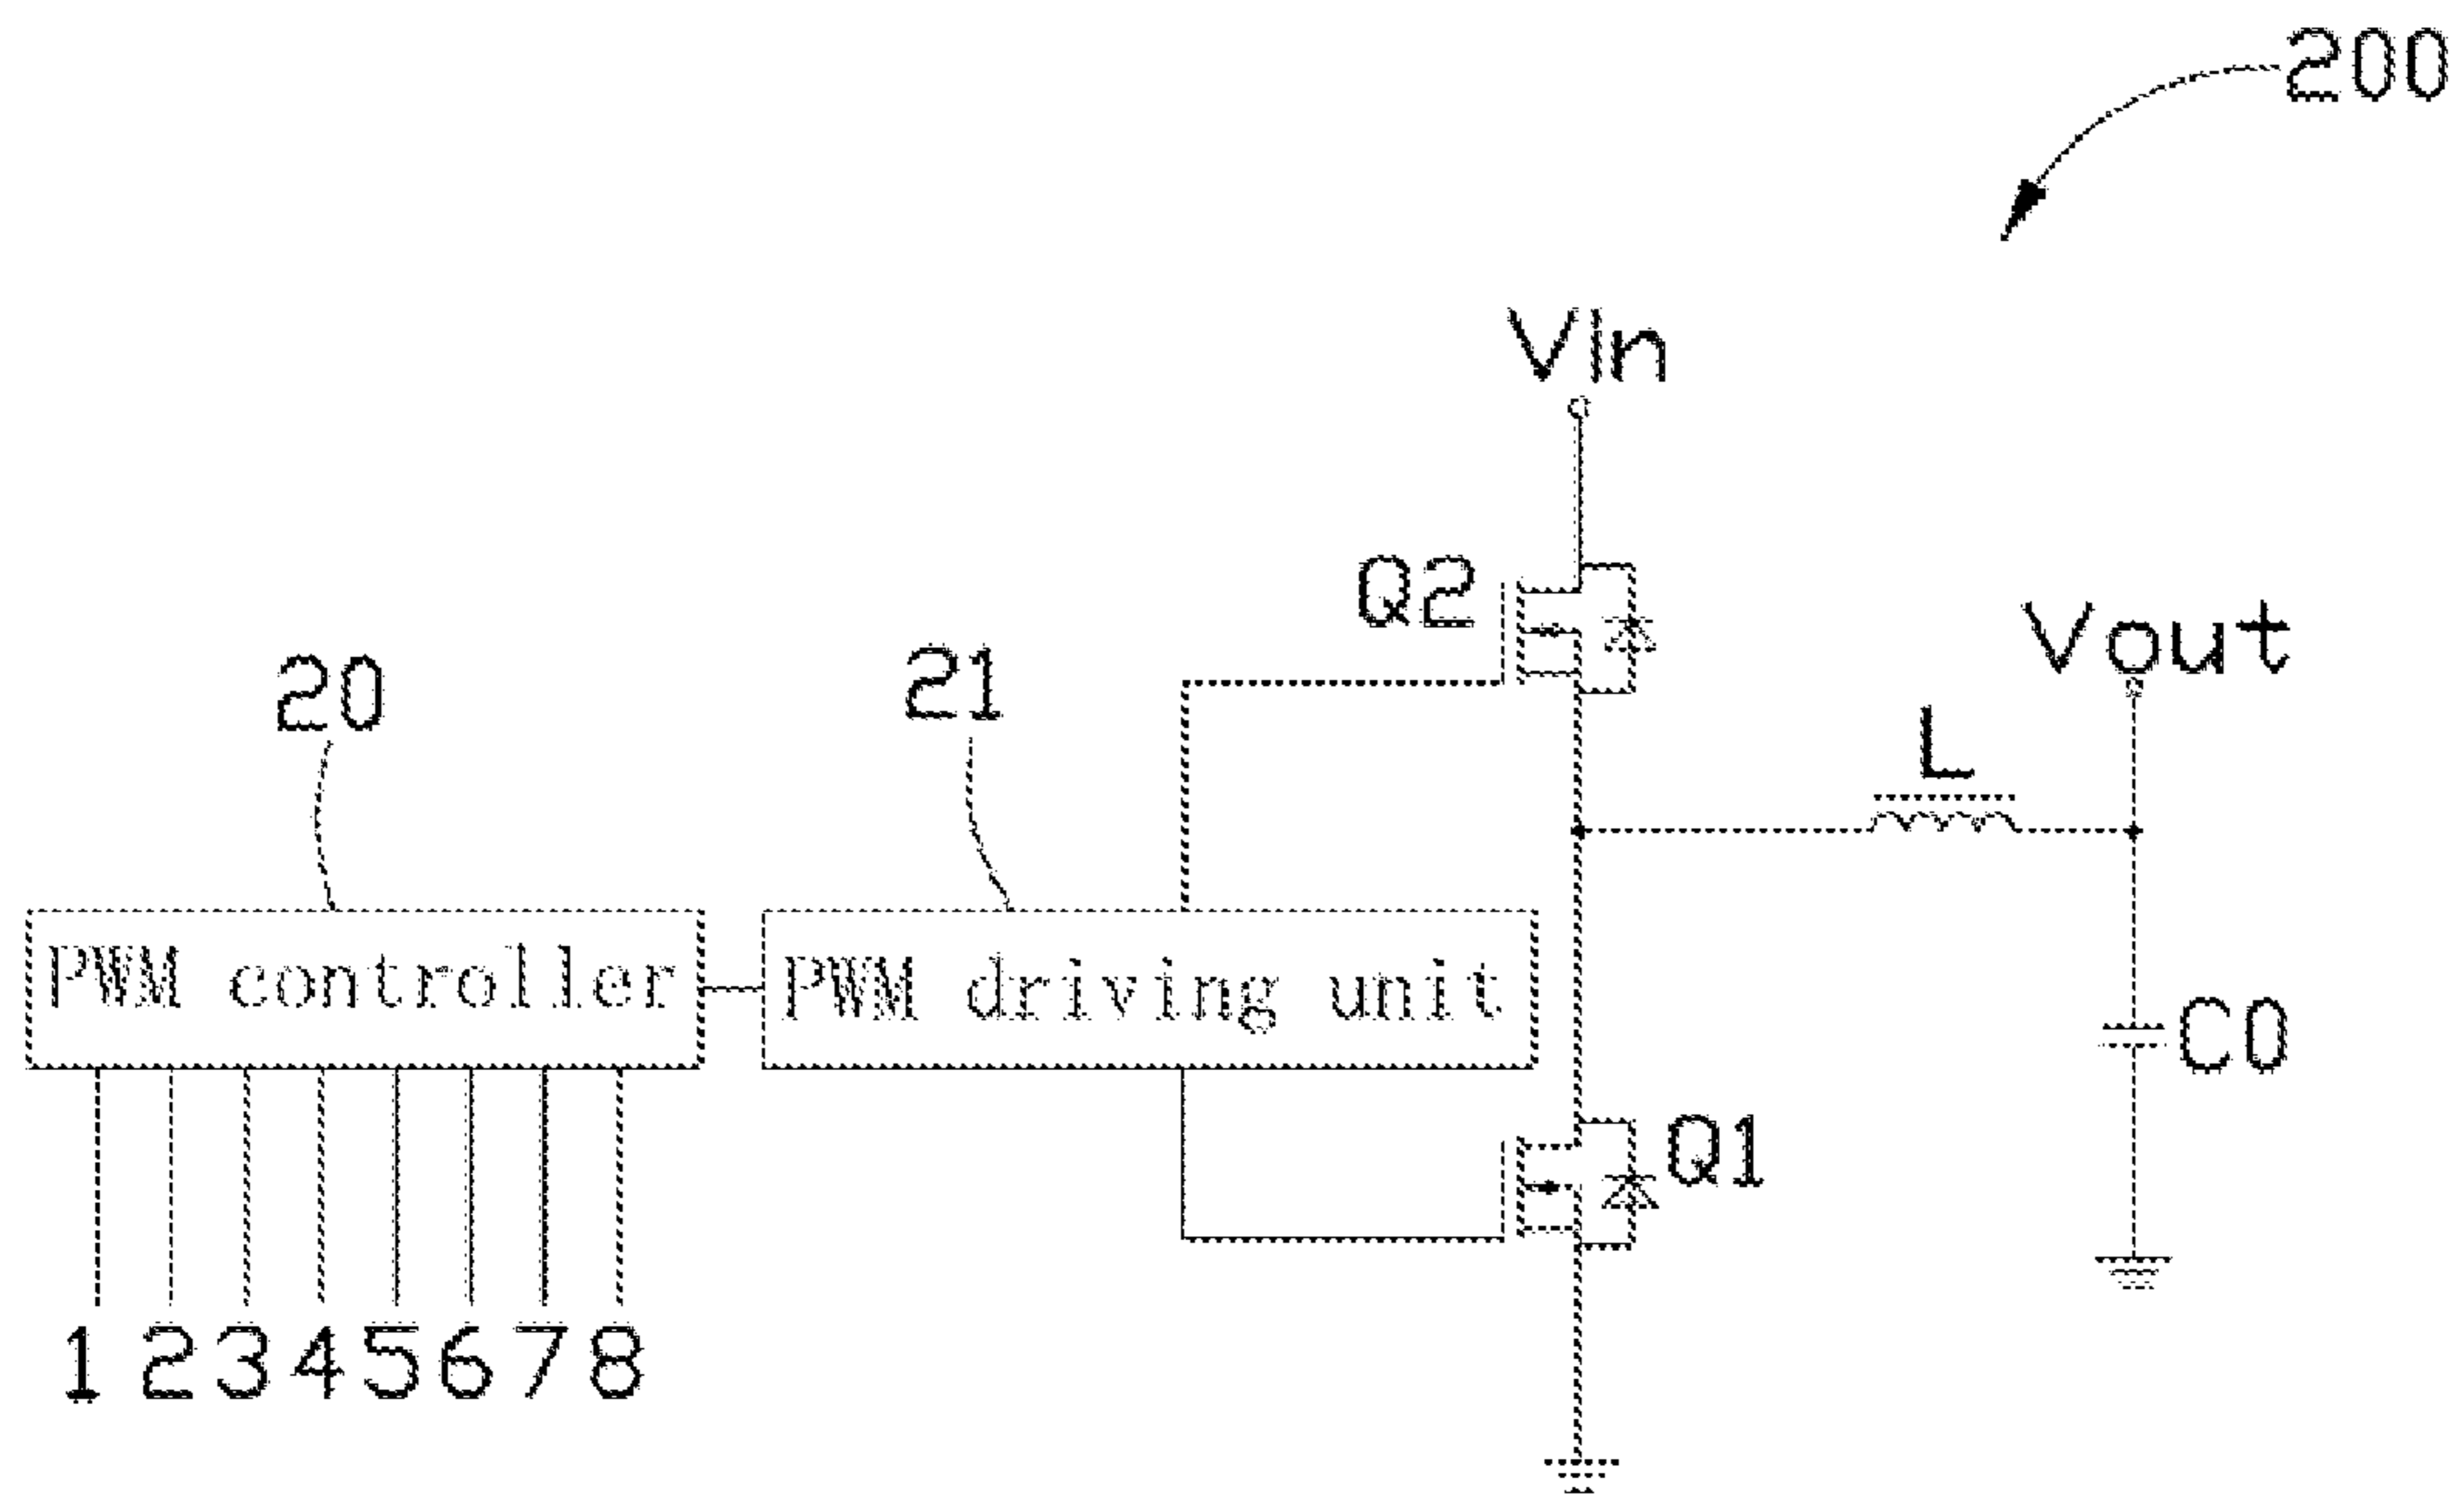 200
Vin
Q2
Vout
20
21
L
PWM controller
PWM driving unit
C0
Q1
1 2 3 4 5 6 7 8